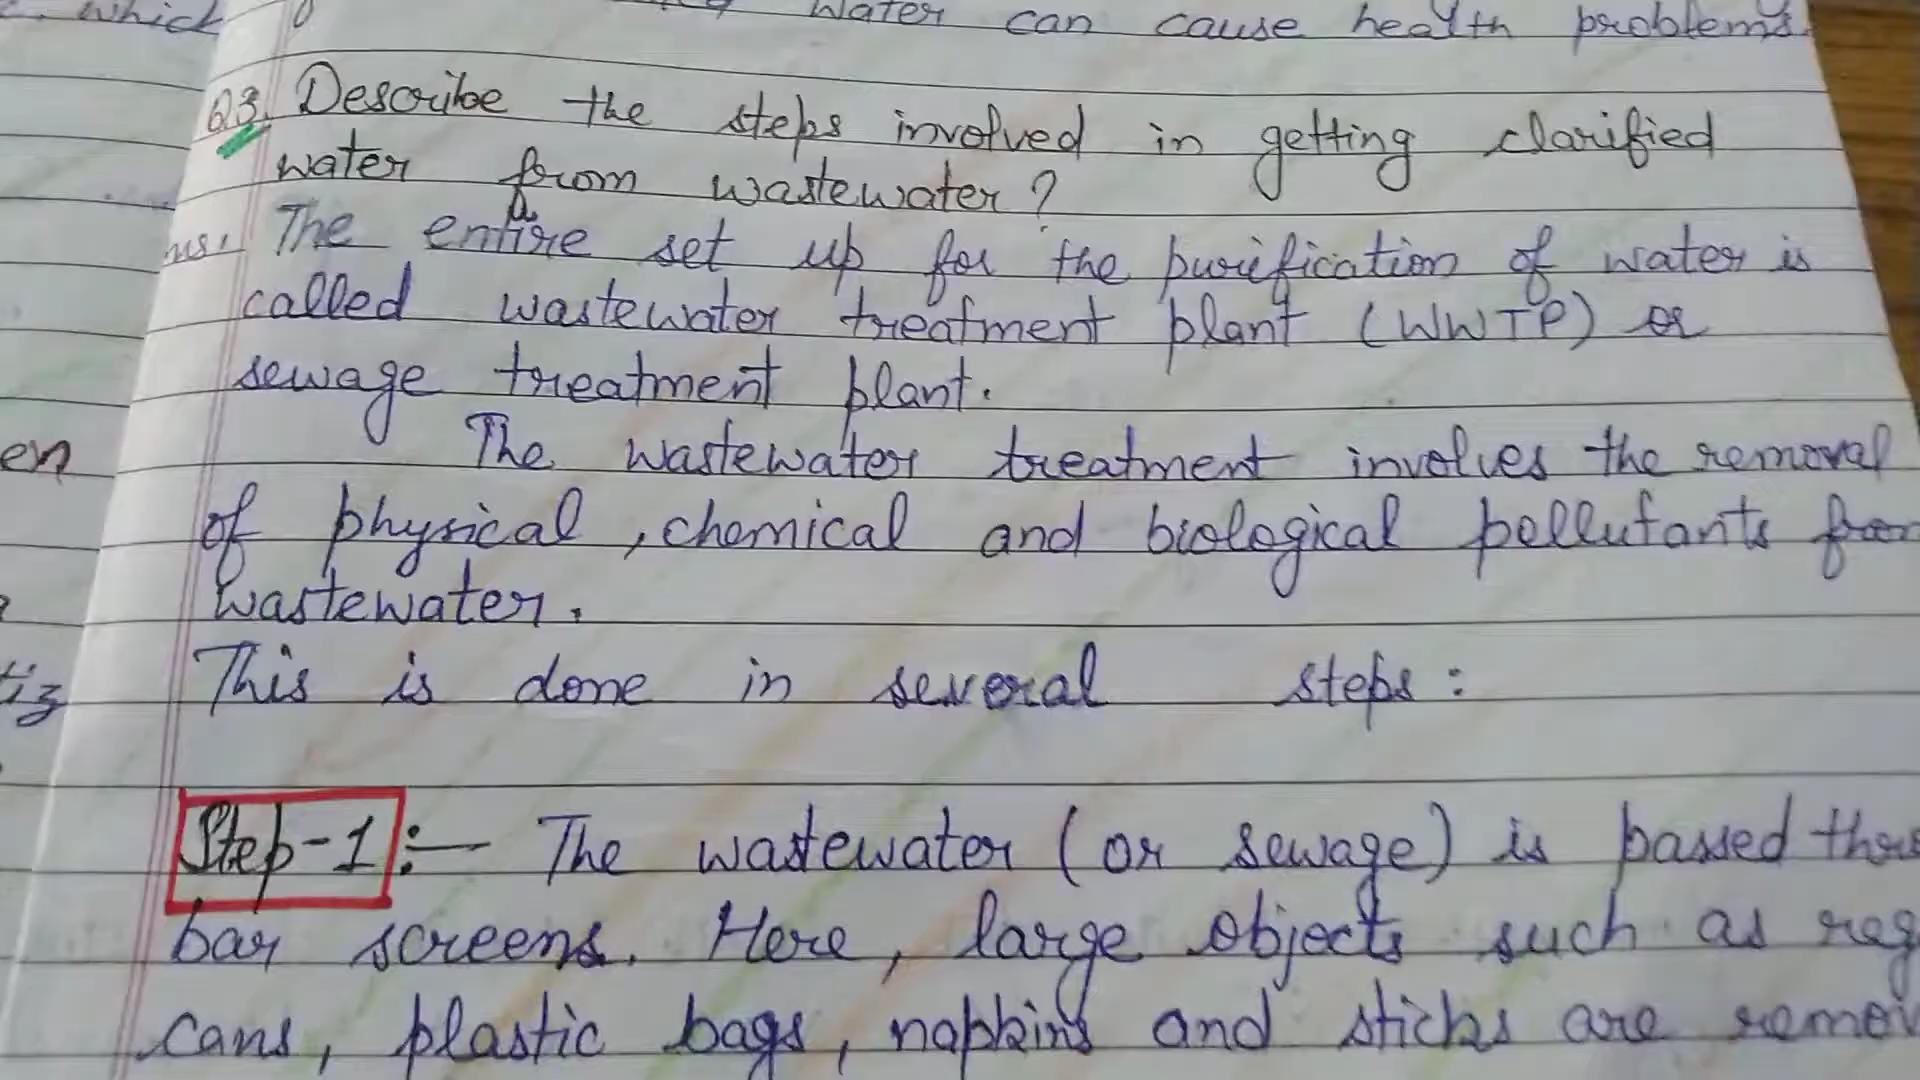 which
water can cause health problems.
Q3. Describe the steps involved in getting clarified
water from wastewater?
The entire set up for the purification of water is
called wastewater treatment plant (WWTP) or
sewage treatment plant.
The wastewater treatment involves the removal
of physical, chemical and biological pollutants from
wastewater.
This is done in several steps:
Step-1:- The wastewater (or sewage) is passed
bar screens. Here, large objects such as
cans, plastic bags, napkins and sticks are
en